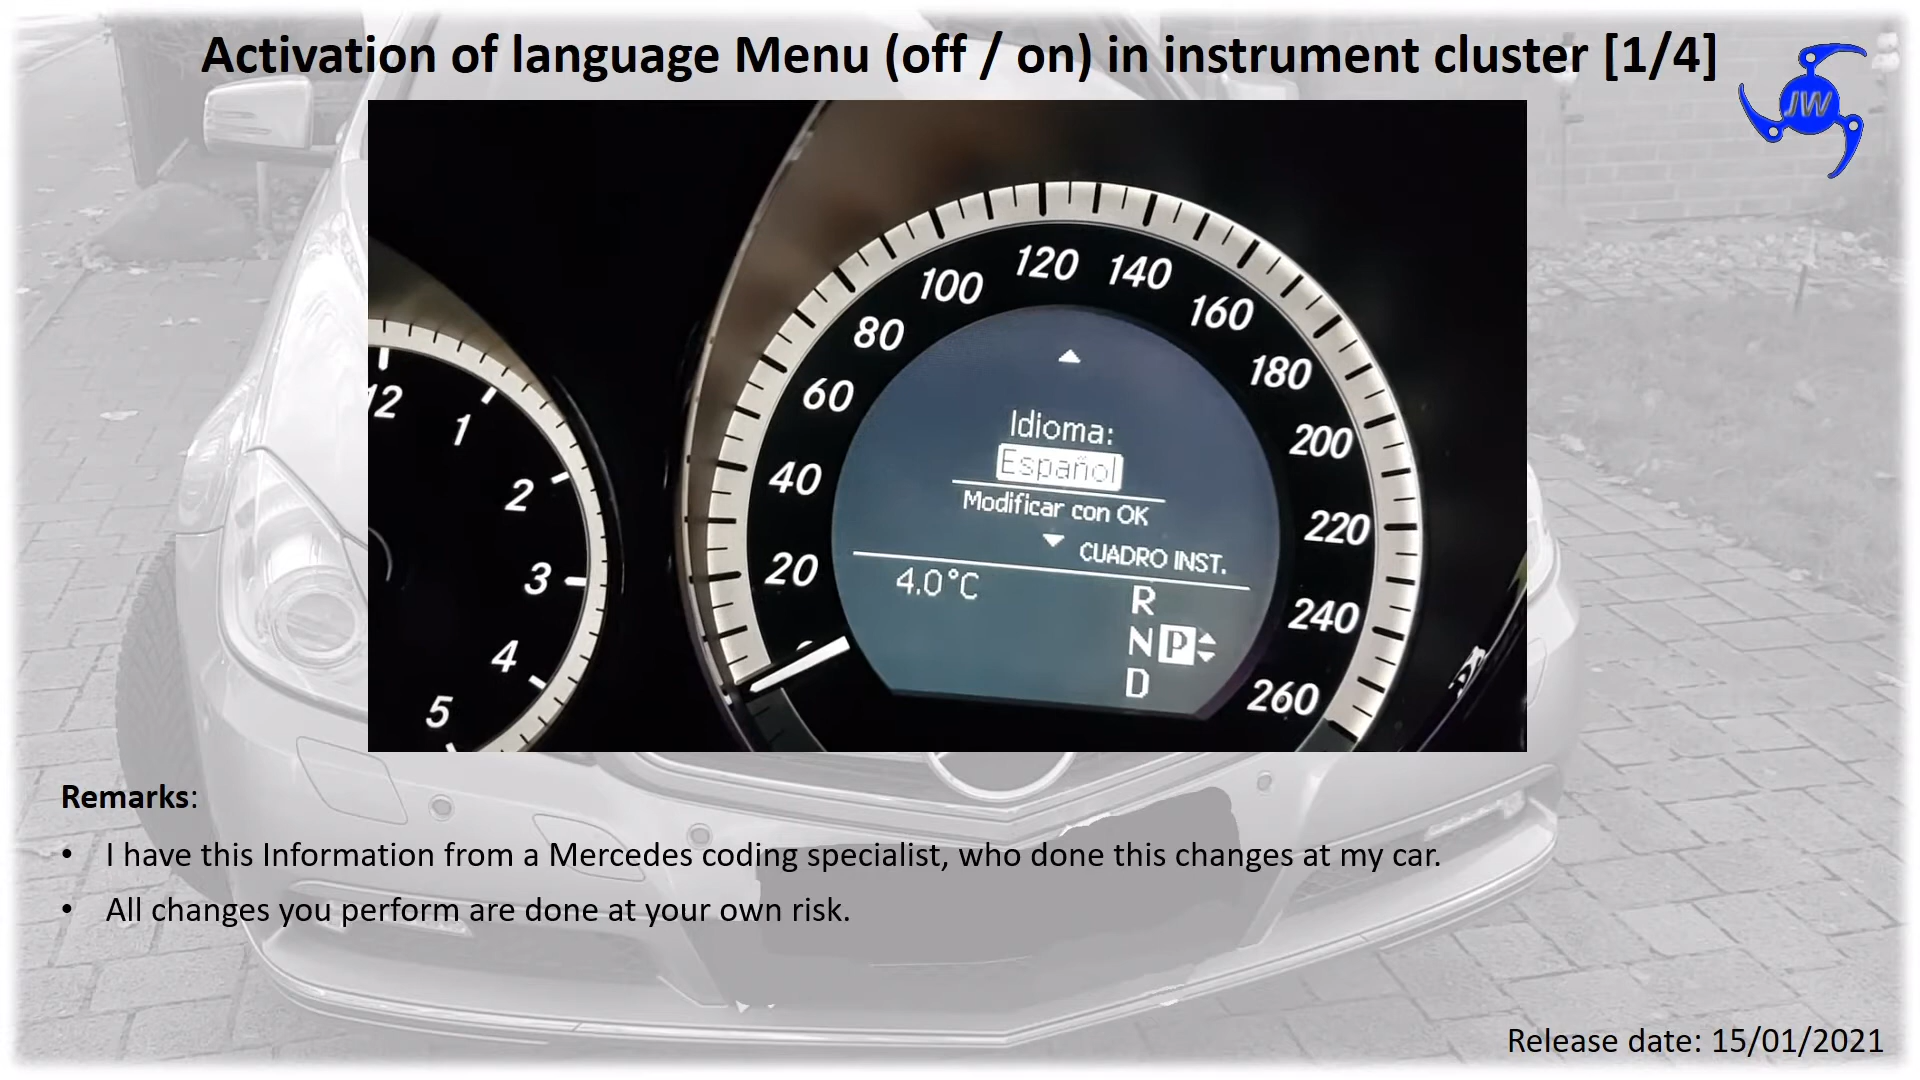 Activation of language Menu (off / on) in instrument cluster [1/4]
JW
120
140
100
160
80
180
60
200
40
220
20
240
260
12
1
2
3
4
5
Idioma:
Español
Modificar con OK
CUADRO INST.
4.0°C
R
N P
D
Remarks:
• I have this Information from a Mercedes coding specialist, who done this changes at my car.
• All changes you perform are done at your own risk.
Release date: 15/01/2021